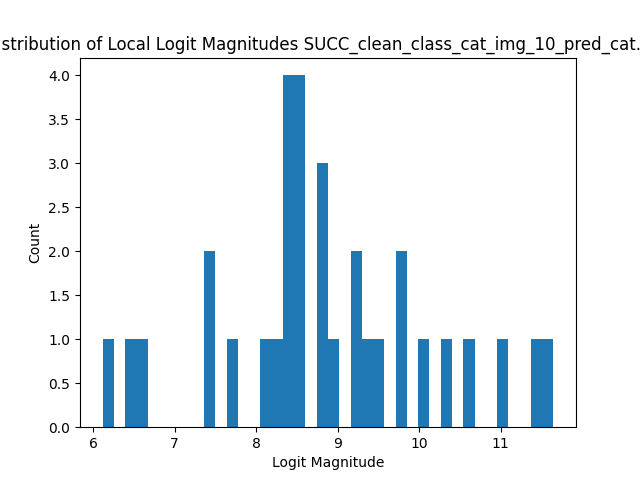 stribution of Local Logit Magnitudes SUCC_clean_class_cat_img_10_pred_cat.
4.0
3.5
3.0
2.5
2.0
1.5
1.0
0.5
0.0
Count
6 7 8 9 10 11
Logit Magnitude